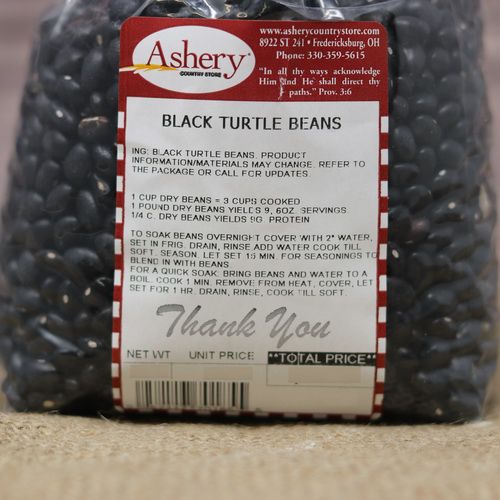 www.asherycountrystore.com
8922 ST 241 • Fredericksburg, OH
Phone: 330-359-5615
"In all thy ways acknowledge
Him and He shall direct thy
paths." Prov. 3:6
Ashery®
COUNTRY STORE
BLACK TURTLE BEANS
ING: BLACK TURTLE BEANS. PRODUCT
INFORMATION/MATERIALS MAY CHANGE. REFER TO
THE PACKAGE OR CALL FOR UPDATES.
1 CUP DRY BEANS = 3 CUPS COOKED
1 POUND DRY BEANS YIELDS 9, 6OZ. SERVINGS
1/4 C. DRY BEANS YIELDS 9G. PROTEIN
TO SOAK BEANS OVERNIGHT COVER WITH 2" WATER,
SET IN FRIG. DRAIN, RINSE ADD WATER COOK TILL
SOFT. SEASON. LET SET 15 MIN. FOR SEASONINGS TO
BLEND IN WITH BEANS
FOR A QUICK SOAK: BRING BEANS AND WATER TO A
BOIL. COOK 1 MIN. REMOVE FROM HEAT, COVER, LET
SET FOR 1 HR. DRAIN, RINSE, COOK TILL SOFT.
Thank You
NET WT UNIT PRICE **TOTAL PRICE**